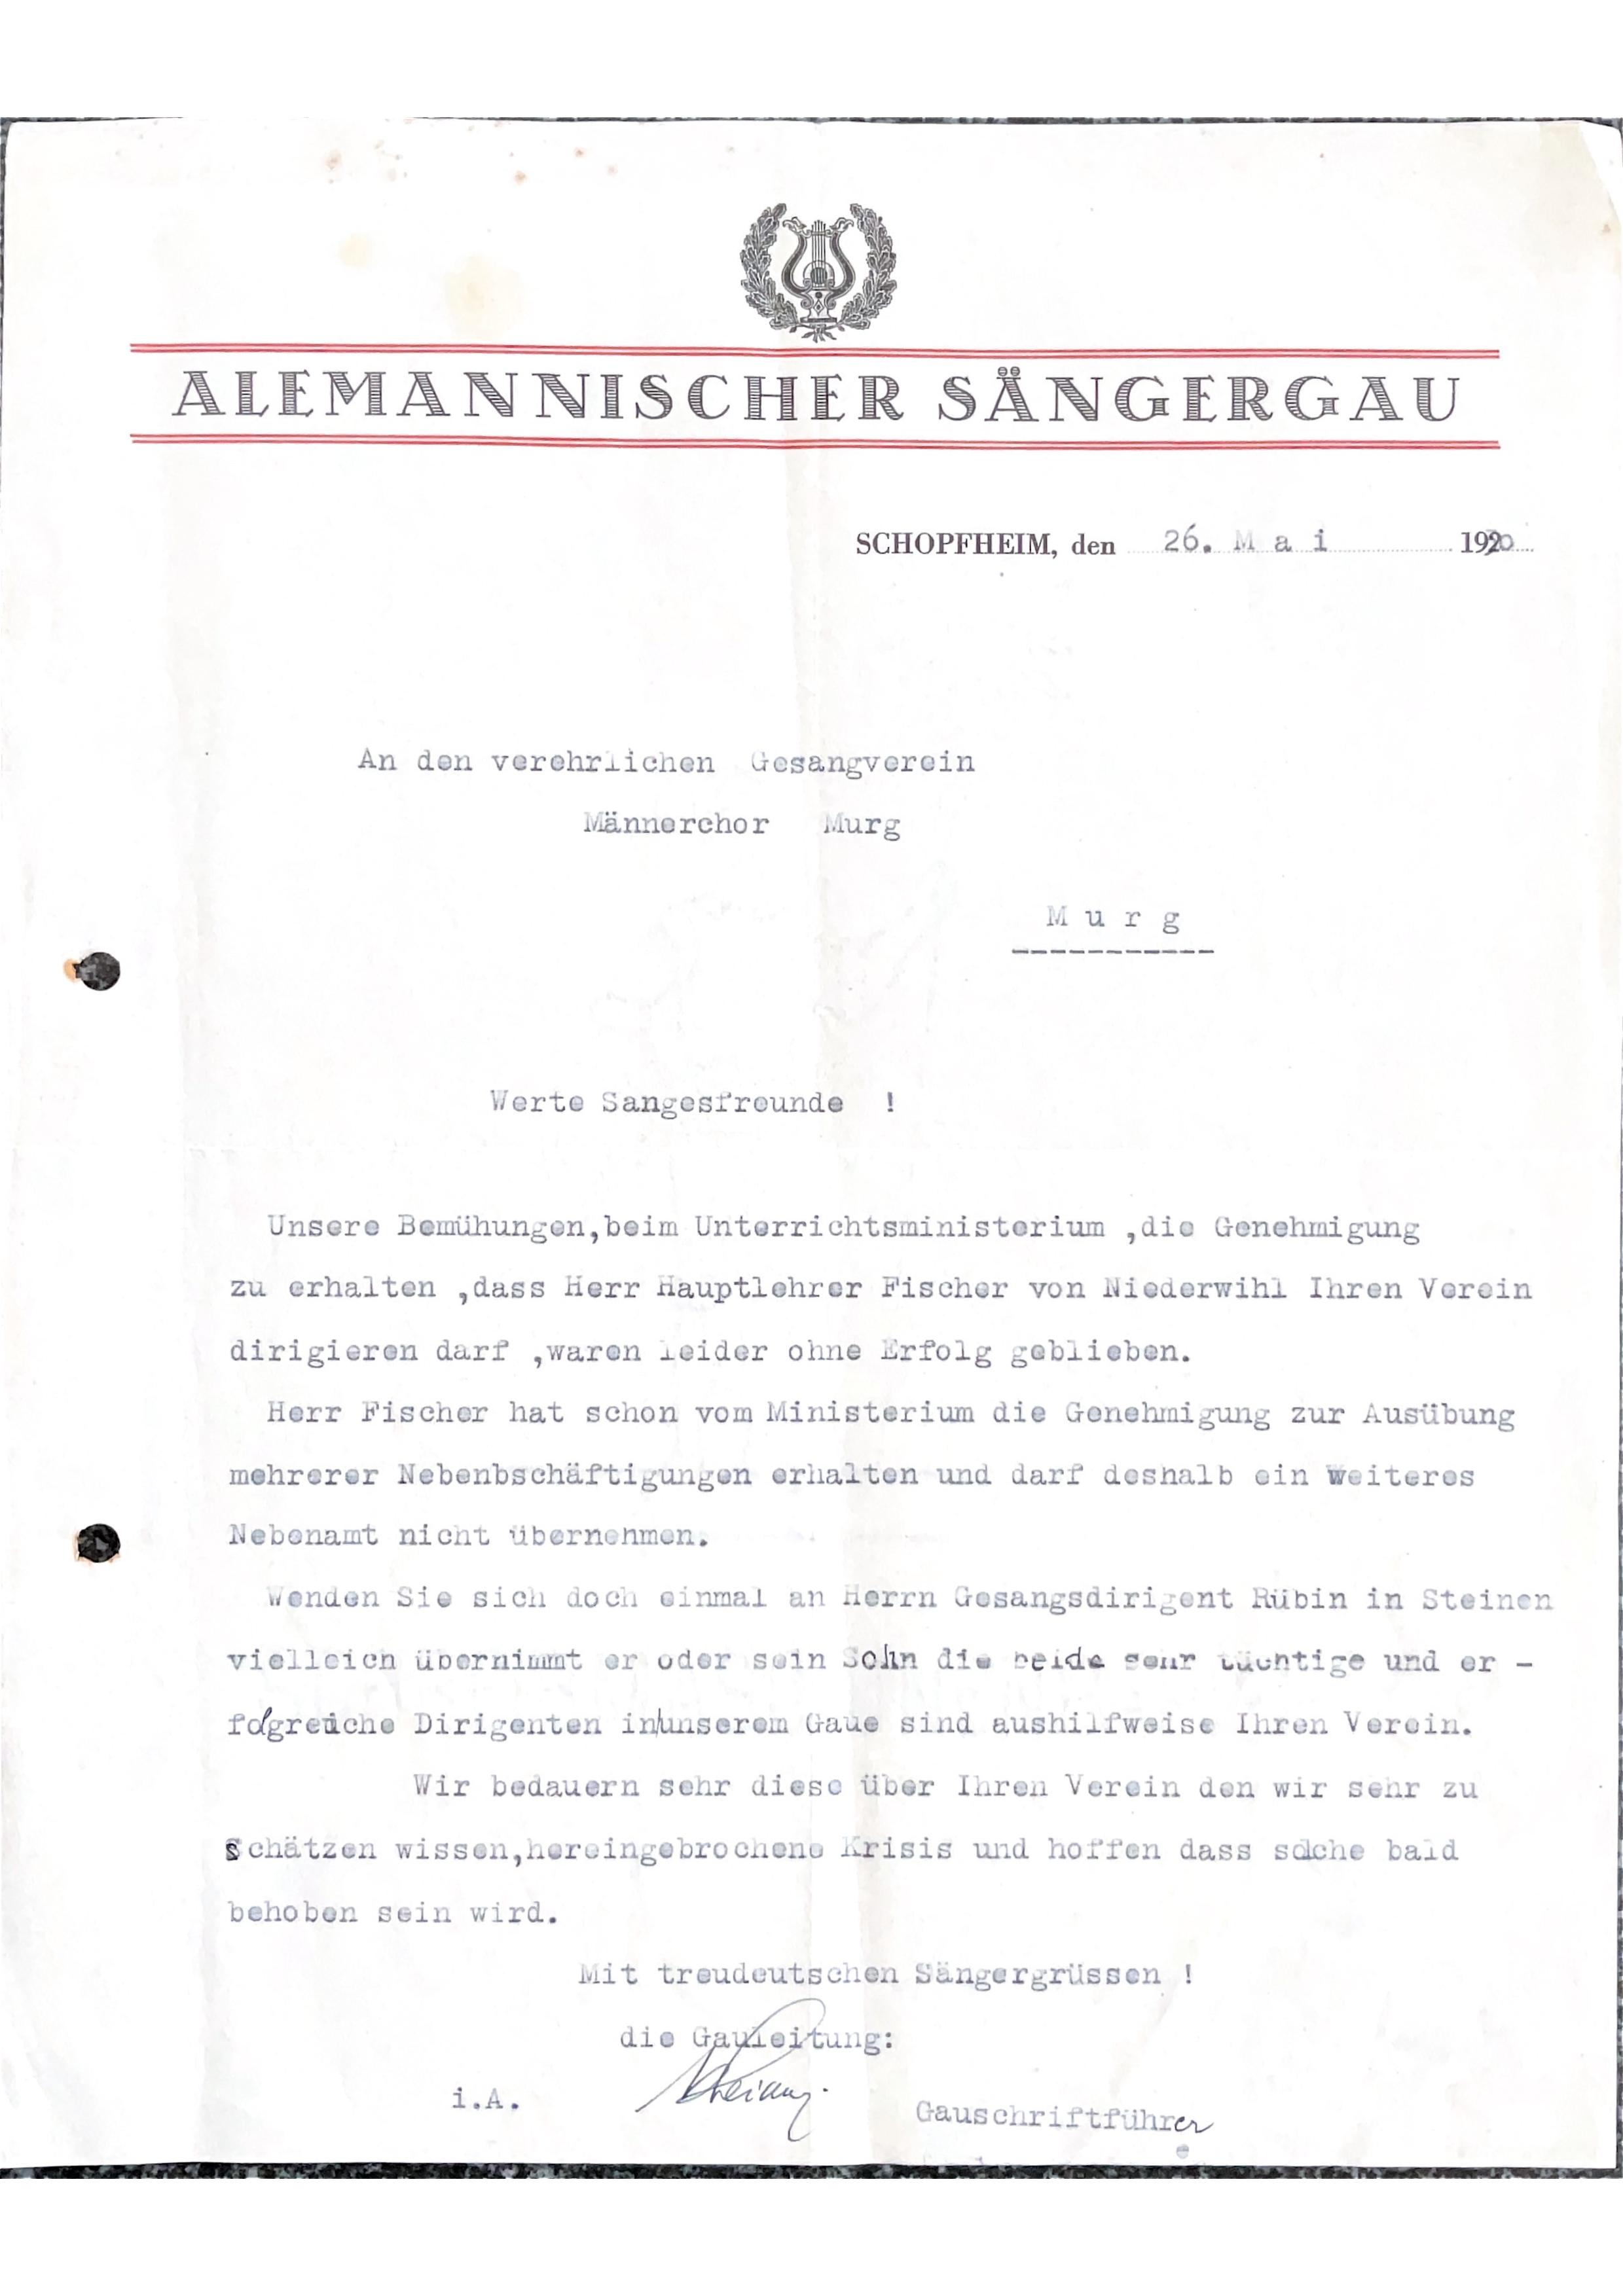 ALEMANNISCHER SÄNGERGAU
SCHOPFHEIM, den 26. Mai 1930
An den verehrlichen Gesangverein
Männerchor Murg
Murg
Werte Sangesfreunde !
Unsere Bemühungen,beim Unterrichtsministerium ,die Genehmigung
zu erhalten ,dass Herr Hauptlehrer Fischer von Niederwihl Ihren Verein
dirigieren darf ,waren leider ohne Erfolg geblieben.
Herr Fischer hat schon vom Ministerium die Genehmigung zur Ausübung
mehrerer Nebenbschäftigungen erhalten und darf deshalb ein weiteres
Nebenamt nicht übernehmen.
Wenden Sie sich doch einmal an Herrn Gesangsdirigent Rübin in Steinen
vielleich übernimmt er oder sein Sohn die beide sehr tüchtige und er -
folgreiche Dirigenten in unserem Gaue sind aushilfweise Ihren Verein.
Wir bedauern sehr diese über Ihren Verein den wir sehr zu
schätzen wissen,hereingebrochene Krisis und hoffen dass solche bald
behoben sein wird.
Mit treudeutschen Sängergrüssen !
die Gauleitung:
i.A.
Gauschriftführer